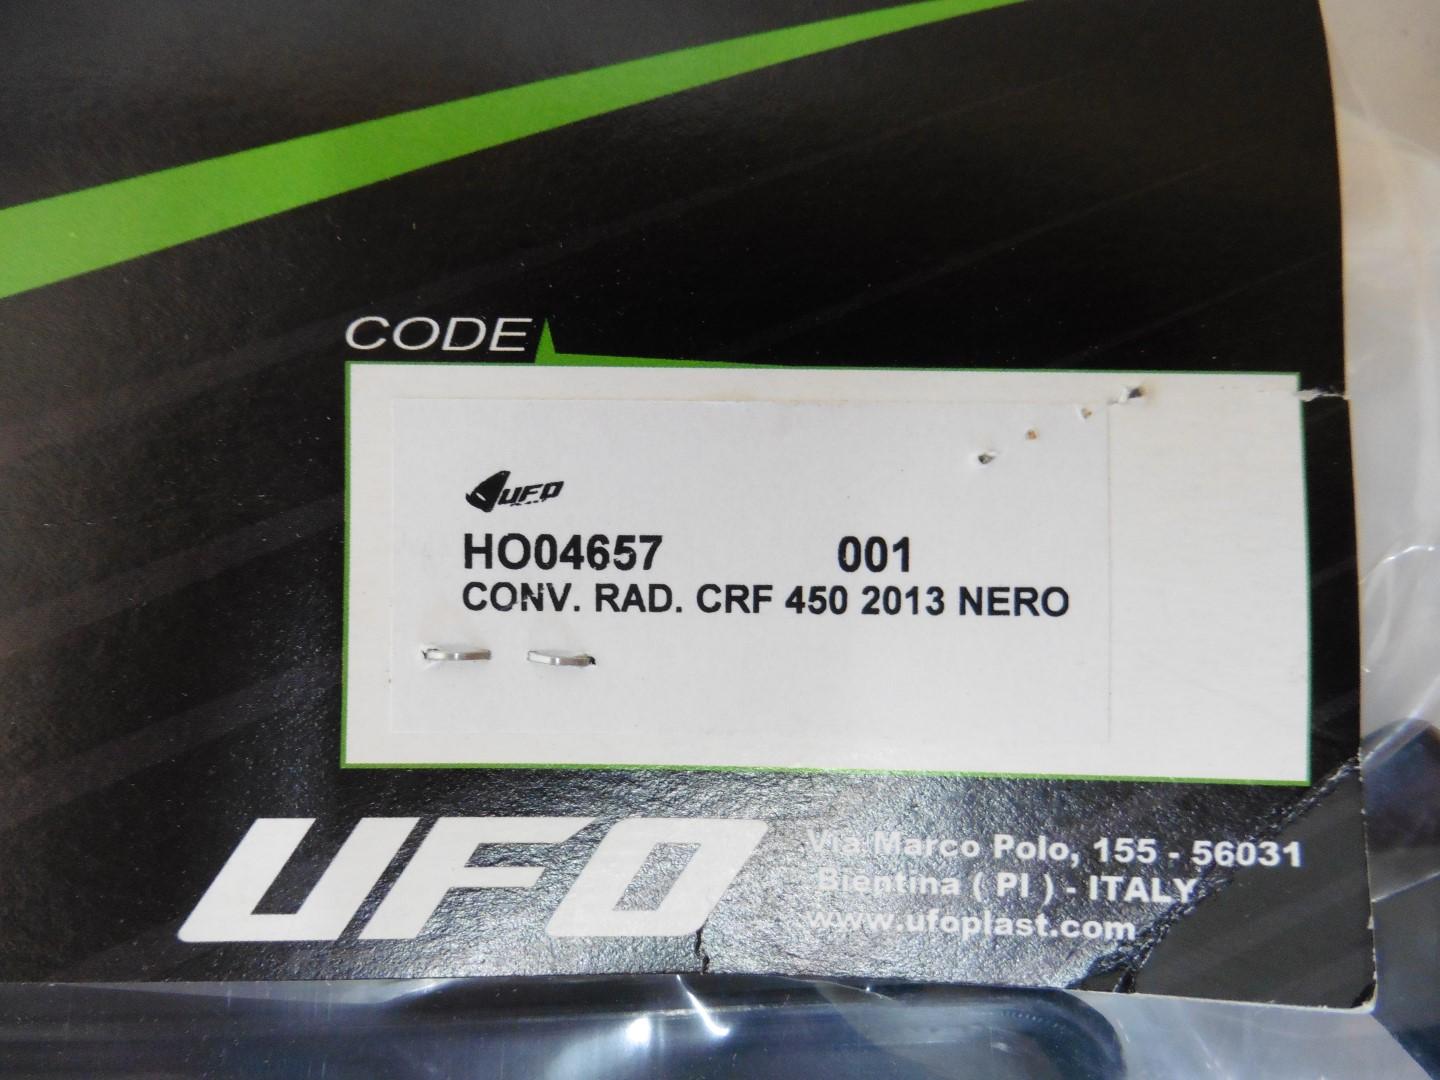 CODE
UFO
HO04657 001
CONV. RAD. CRF 450 2013 NERO
UFO
Via Marco Polo, 155 - 56031
Bientina ( PI ) - ITALY
www.ufoplast.com